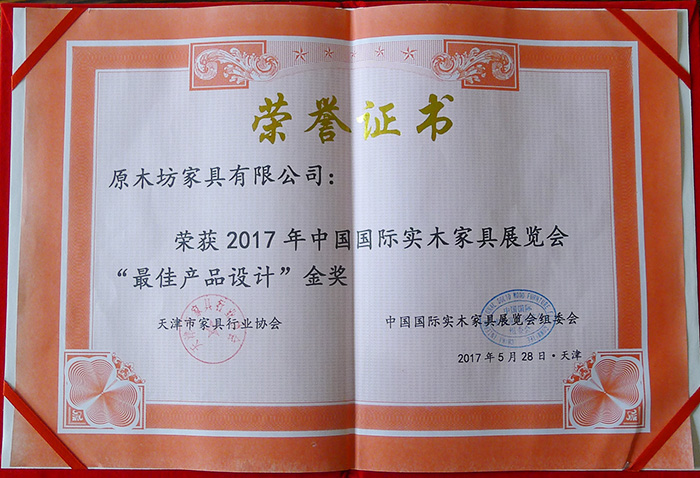 荣誉证书
原木坊家具有限公司：
荣获2017年中国国际实木家具展览会
“最佳产品设计”金奖
天津市家具行业协会 中国国际实木家具展览会组委会
2017年5月28日·天津